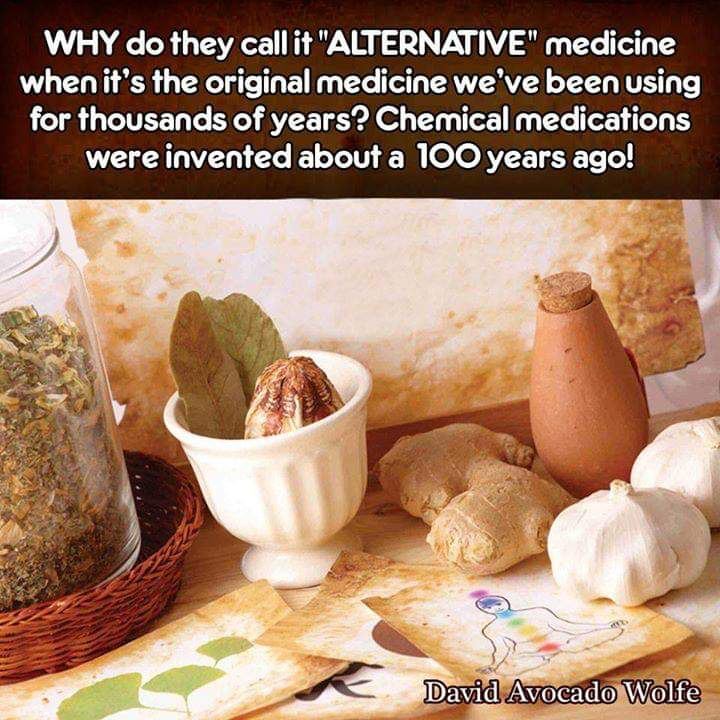 WHY do they call it "ALTERNATIVE" medicine
when it's the original medicine we've been using
for thousands of years? Chemical medications
were invented about a 100 years ago!
David Avocado Wolfe